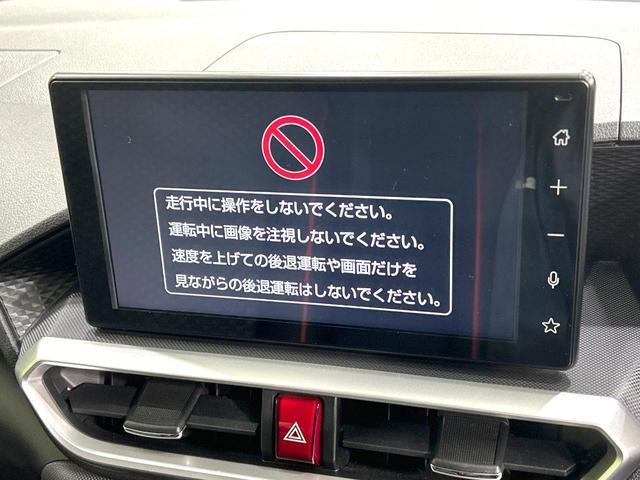 走行中に操作をしないでください。
運転中に画像を注視しないでください。
速度を上げての後退運転や画面だけを
見ながらの後退運転はしないでください。